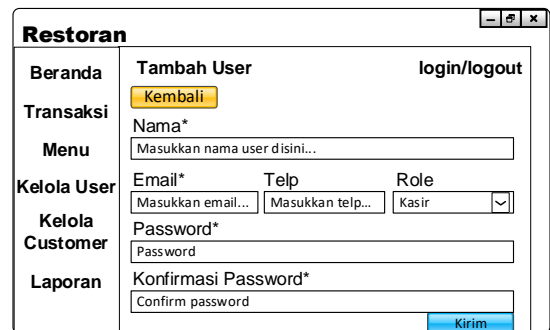 Restoran
Beranda
Transaksi
Menu
Kelola User
Kelola
Customer
Laporan
Tambah User
login/logout
Kembali
Nama*
Masukkan nama user disini...
Email* Telp Role
Masukkan email... Masukkan telp... Kasir
Password*
Password
Konfirmasi Password*
Confirm password
Kirim